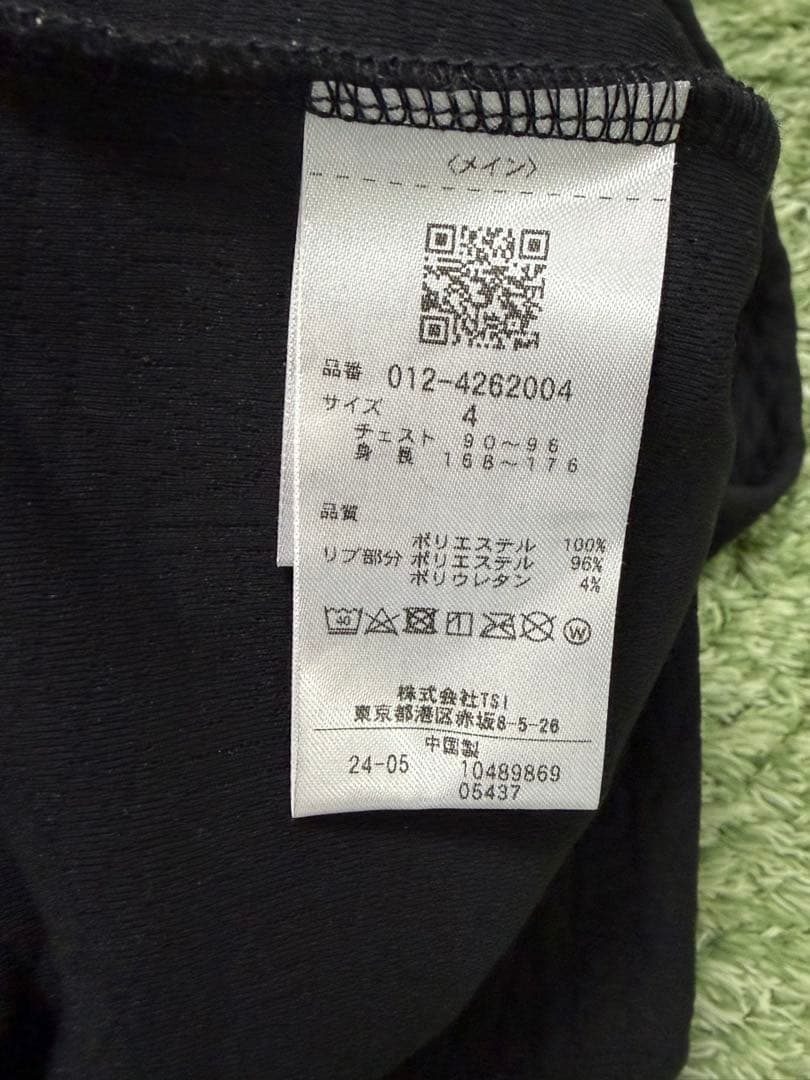 〈メイン〉
品番 012-4262004
サイズ 4
チェスト 90～96
身長 168～176
品質
ポリエステル 100%
リブ部分 ポリエステル 96%
ポリウレタン 4%
40
W
株式会社TSI
東京都港区赤坂8-5-26
中国製
24-05 10489869
05437